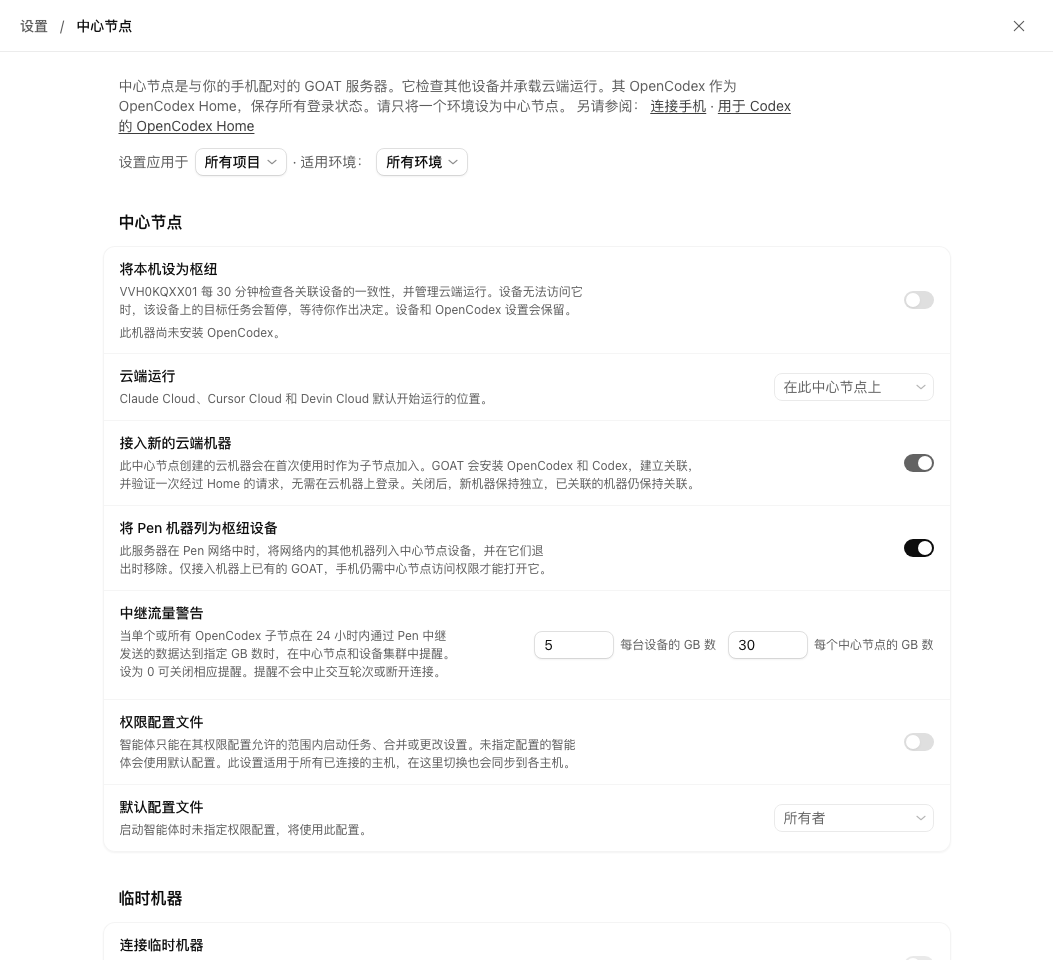 设置 / 中心节点
中心节点是与你的手机配对的 GOAT 服务器。它检查其他设备并承载云端运行。其 OpenCodex 作为
OpenCodex Home，保存所有登录状态。请只将一个环境设为中心节点。 另请参阅： 连接手机 · 用于 Codex
的 OpenCodex Home
设置应用于 所有项目 · 适用环境： 所有环境
中心节点
将本机设为枢纽
VVH0KQXX01 每 30 分钟检查各关联设备的一致性，并管理云端运行。设备无法访问它
时，该设备上的目标任务会暂停，等待你作出决定。设备和 OpenCodex 设置会保留。
此机器尚未安装 OpenCodex。
云端运行
Claude Cloud、Cursor Cloud 和 Devin Cloud 默认开始运行的位置。
在此中心节点上
接入新的云端机器
此中心节点创建的云机器会在首次使用时作为子节点加入。GOAT 会安装 OpenCodex 和 Codex，建立关联，
并验证一次经过 Home 的请求，无需在云机器上登录。关闭后，新机器保持独立，已关联的机器仍保持关联。
将 Pen 机器列为枢纽设备
此服务器在 Pen 网络中时，将网络内的其他机器列入中心节点设备，并在它们退
出时移除。仅接入机器上已有的 GOAT，手机仍需中心节点访问权限才能打开它。
中继流量警告
当单个或所有 OpenCodex 子节点在 24 小时内通过 Pen 中继
发送的数据达到指定 GB 数时，在中心节点和设备集群中提醒。
设为 0 可关闭相应提醒。提醒不会中止交互轮次或断开连接。
5 每台设备的 GB 数 30 每个中心节点的 GB 数
权限配置文件
智能体只能在其权限配置允许的范围内启动任务、合并或更改设置。未指定配置的智能
体会使用默认配置。此设置适用于所有已连接的主机，在这里切换也会同步到各主机。
默认配置文件
启动智能体时未指定权限配置，将使用此配置。
所有者
临时机器
连接临时机器